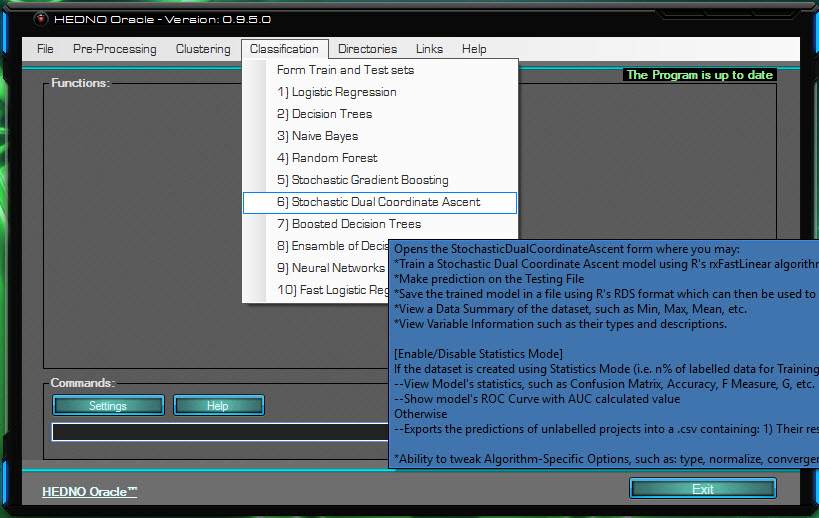 HEDNO Oracle - Version: 0.9.5.0
File Pre-Processing Clustering Classification Directories Links Help
The Program is up to date
Functions:
Form Train and Test sets
1) Logistic Regression
2) Decision Trees
3) Naive Bayes
4) Random Forest
5) Stochastic Gradient Boosting
6) Stochastic Dual Coordinate Ascent
7) Boosted Decision Trees
8) Ensemble of Decis
9) Neural Networks
10) Fast Logistic Reg
Opens the StochasticDualCoordinateAscent form where you may:
*Train a Stochastic Dual Coordinate Ascent model using R's rxFastLinear algorithm
*Make prediction on the Testing File
*Save the trained model in a file using R's RDS format which can then be used to
*View a Data Summary of the dataset, such as Min, Max, Mean, etc.
*View Variable Information such as their types and descriptions.
[Enable/Disable Statistics Mode]
If the dataset is created using Statistics Mode (i.e. n% of labelled data for Training
--View Model's statistics, such as Confusion Matrix, Accuracy, F Measure, G, etc.
--Show model's ROC Curve with AUC calculated value
Otherwise
--Exports the predictions of unlabelled projects into a .csv containing: 1) Their res
*Ability to tweak Algorithm-Specific Options, such as: type, normalize, converger
Commands:
Settings Help
HEDNO Oracle™
Exit